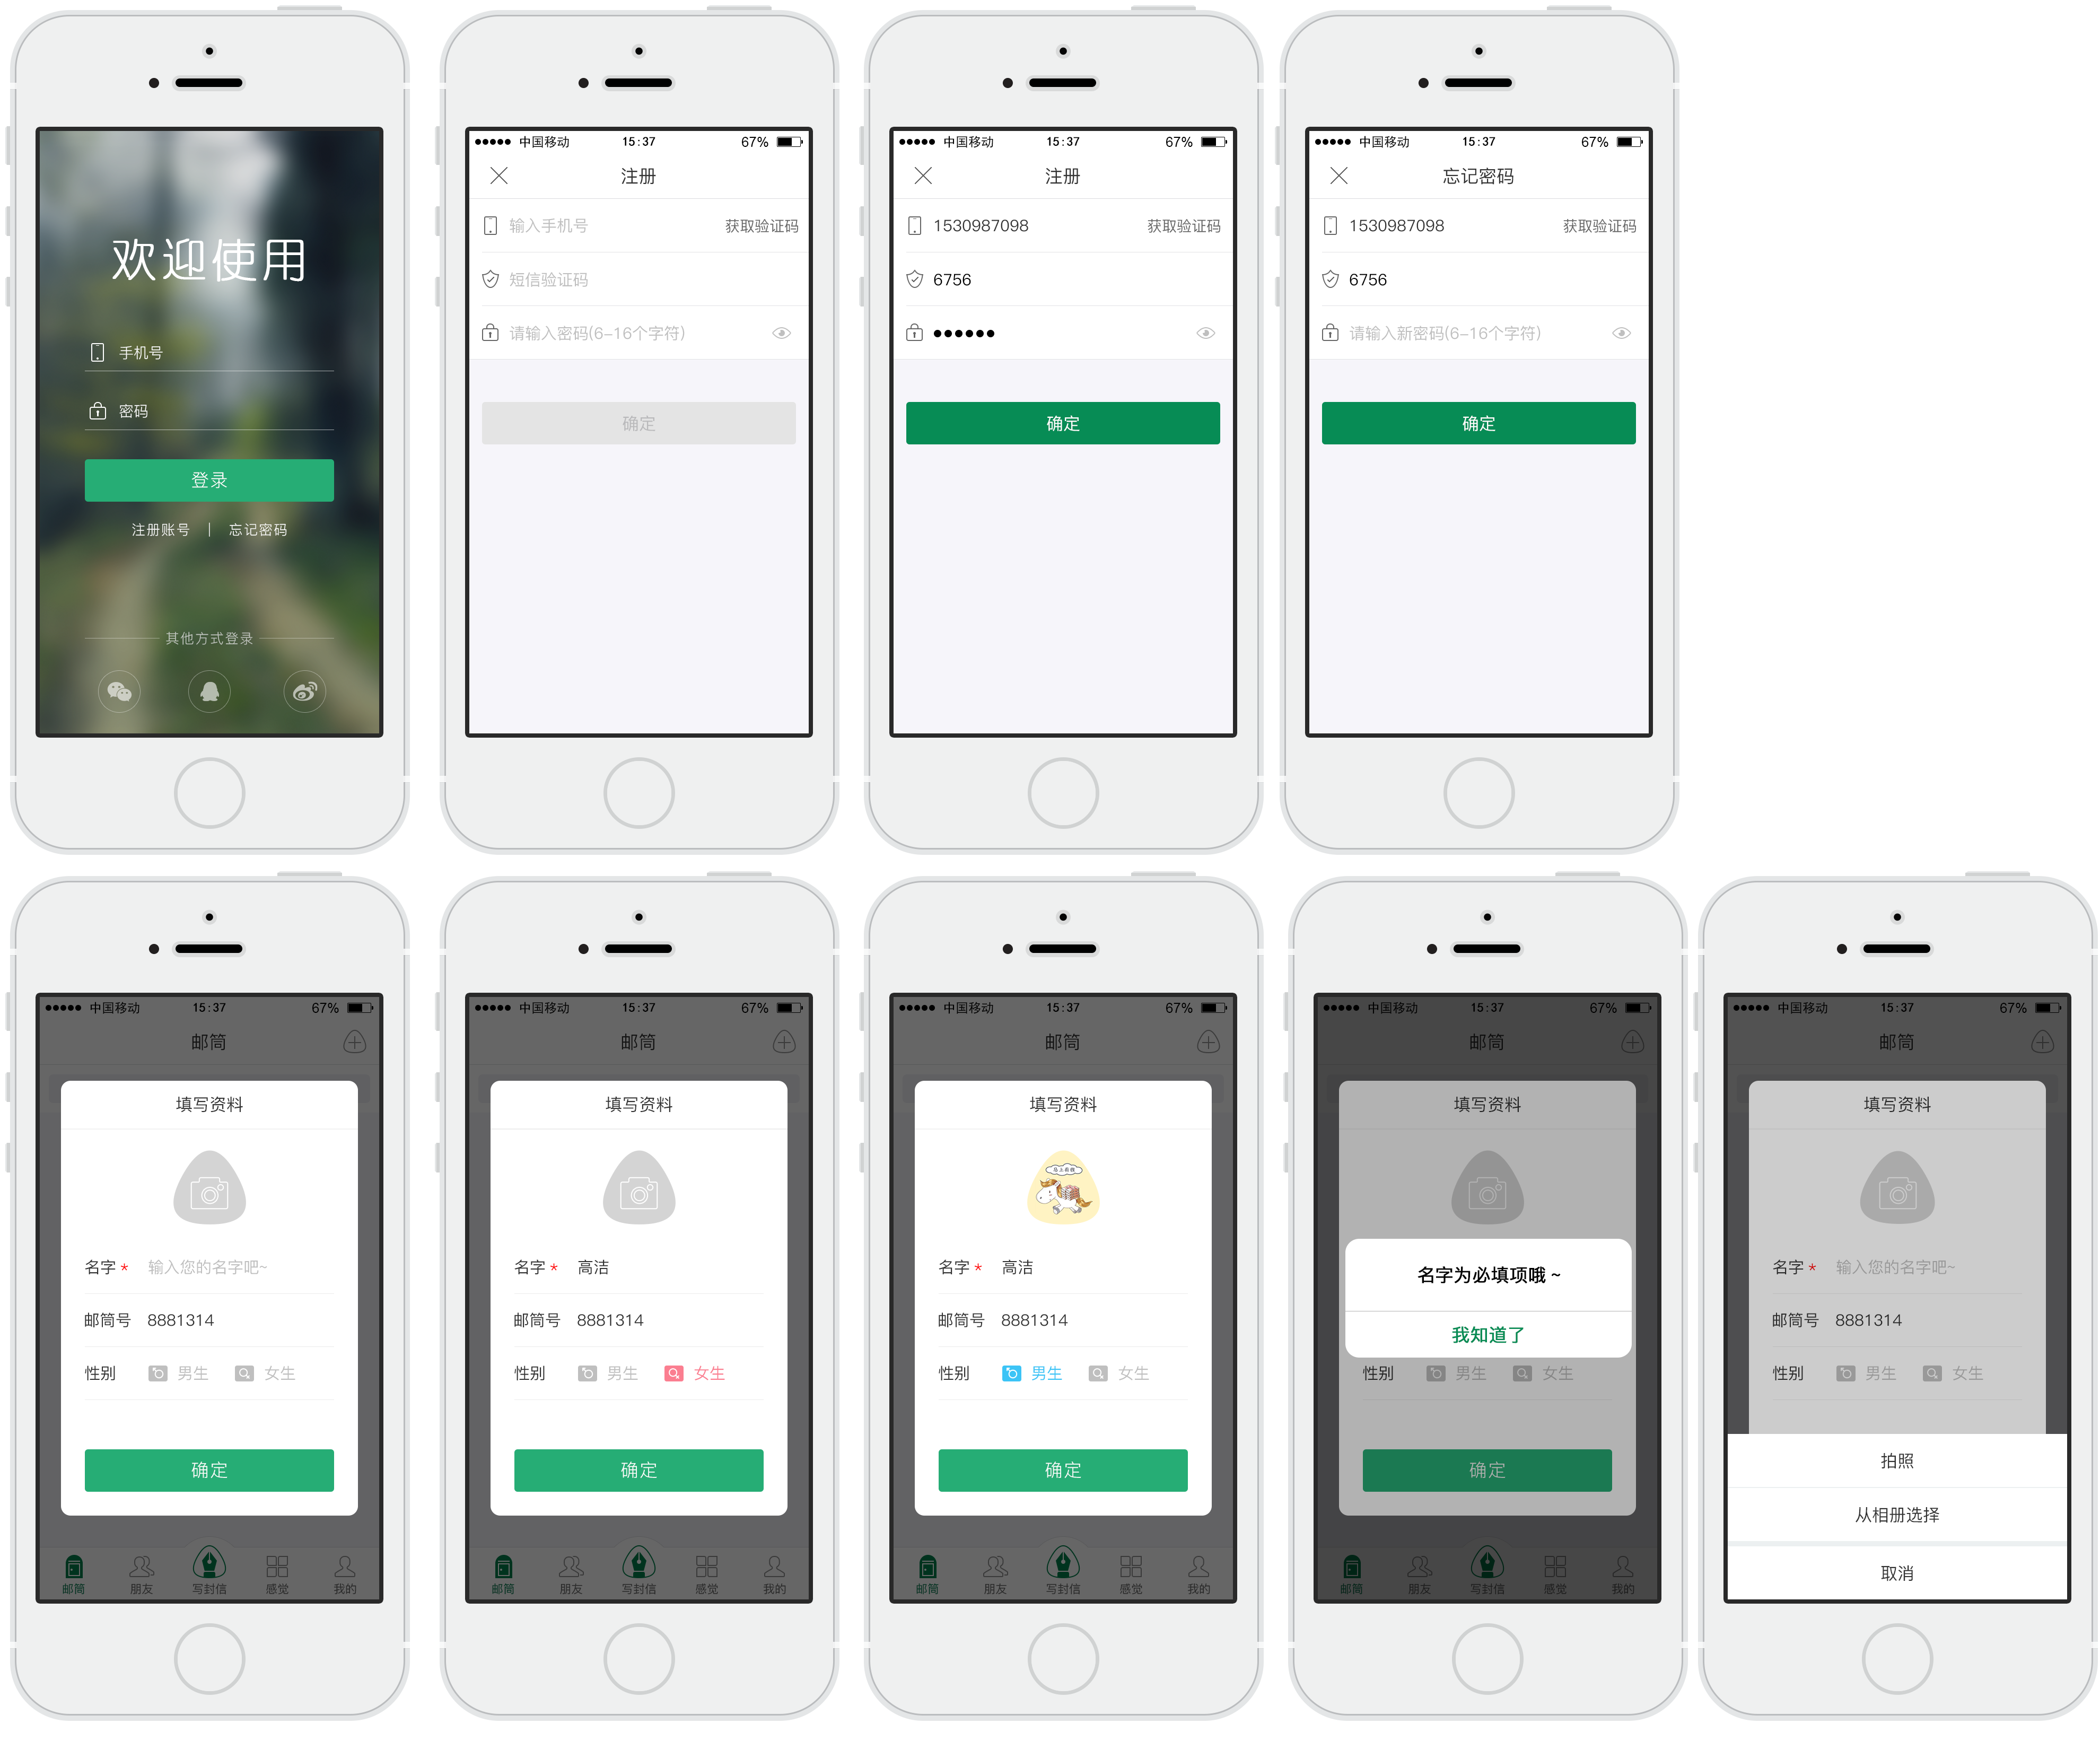 欢迎使用
手机号
密码
登录
注册账号 | 忘记密码
其他方式登录
中国移动 15:37 67%
注册
输入手机号 获取验证码
短信验证码
请输入密码(6-16个字符)
确定
中国移动 15:37 67%
注册
1530987098 获取验证码
6756
●●●●●●
确定
中国移动 15:37 67%
忘记密码
1530987098 获取验证码
6756
请输入新密码(6-16个字符)
确定
中国移动 15:37 67%
邮筒
填写资料
名字 * 输入您的名字吧~
邮筒号 8881314
性别 男生 女生
确定
邮筒 朋友 写封信 感觉 我的
中国移动 15:37 67%
邮筒
填写资料
名字 * 高洁
邮筒号 8881314
性别 男生 女生
确定
邮筒 朋友 写封信 感觉 我的
中国移动 15:37 67%
邮筒
填写资料
名字 * 高洁
邮筒号 8881314
性别 男生 女生
确定
邮筒 朋友 写封信 感觉 我的
中国移动 15:37 67%
邮筒
填写资料
名字为必填项哦 ~
我知道了
性别 男生 女生
确定
邮筒 朋友 写封信 感觉 我的
中国移动 15:37 67%
邮筒
填写资料
名字 * 输入您的名字吧~
邮筒号 8881314
性别 男生 女生
拍照
从相册选择
取消